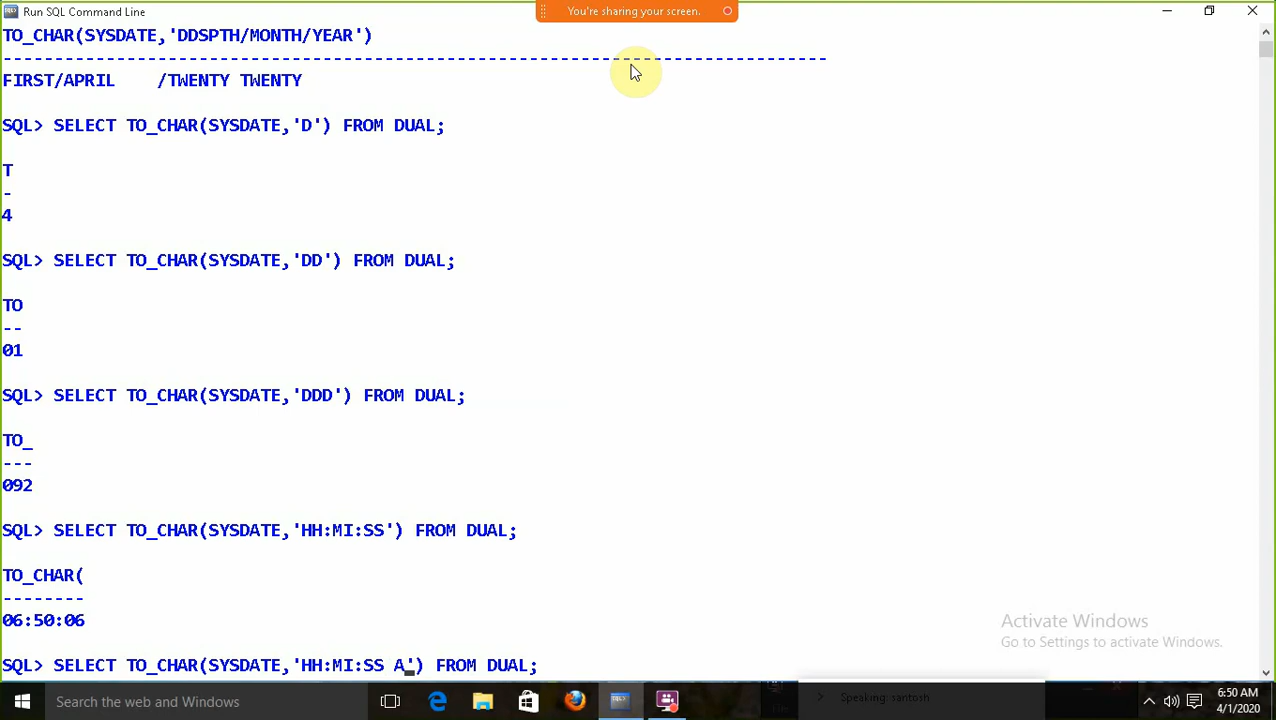 Run SQL Command Line
You're sharing your screen.
TO_CHAR(SYSDATE,'DDSPTH/MONTH/YEAR')
--------------------------------------------------------------------------------
FIRST/APRIL    /TWENTY TWENTY
SQL> SELECT TO_CHAR(SYSDATE,'D') FROM DUAL;
T
-
4
SQL> SELECT TO_CHAR(SYSDATE,'DD') FROM DUAL;
TO
--
01
SQL> SELECT TO_CHAR(SYSDATE,'DDD') FROM DUAL;
TO_
---
092
SQL> SELECT TO_CHAR(SYSDATE,'HH:MI:SS') FROM DUAL;
TO_CHAR(
--------
06:50:06
SQL> SELECT TO_CHAR(SYSDATE,'HH:MI:SS A') FROM DUAL;
Activate Windows
Go to Settings to activate Windows.
Search the web and Windows
Speaking: santosh
6:50 AM
4/1/2020